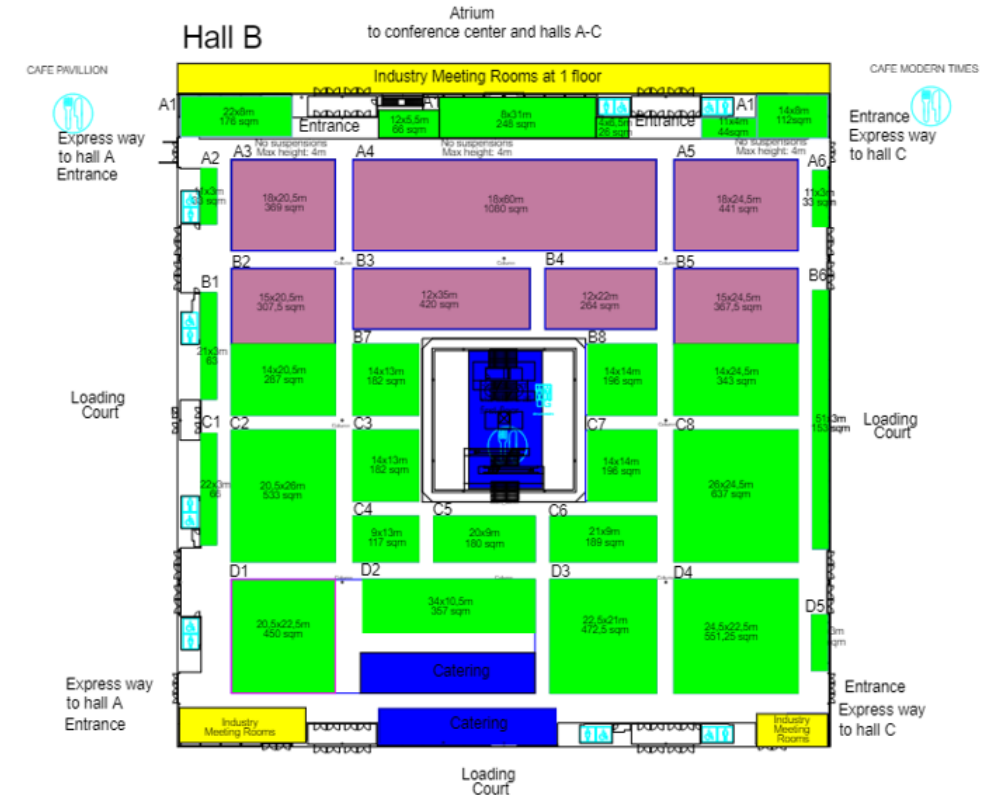 Atrium
to conference center and halls A-C
Hall B
CAFE PAVILLION
CAFE MODERN TIMES
Industry Meeting Rooms at 1 floor
A1
22x8m
176 sqm
Entrance
12x5,5m
66 sqm
8x31m
248 sqm
Entrance
11x4m
44sqm
A1
14x8m
112sqm
Express way
to hall A
Entrance
Entrance
Express way
to hall C
No suspensions
Max height: 4m
No suspensions
Max height: 4m
No suspensions
Max height: 4m
A2
A3
18x20,5m
369 sqm
A4
18x60m
1080 sqm
A5
18x24,5m
441 sqm
A6
11x3m
33 sqm
B1
21x3m
63
B2
15x20,5m
307,5 sqm
B3
12x35m
420 sqm
B4
12x22m
264 sqm
B5
15x24,5m
367,5 sqm
B6
14x20,5m
287 sqm
B7
14x13m
182 sqm
B8
14x14m
196 sqm
14x24,5m
343 sqm
Loading
Court
Loading
Court
C1
22x3m
66
C2
20,5x26m
533 sqm
C3
14x13m
182 sqm
C7
14x14m
196 sqm
C8
26x24,5m
637 sqm
C4
9x13m
117 sqm
C5
20x9m
180 sqm
C6
21x9m
189 sqm
D1
20,5x22,5m
450 sqm
D2
34x10,5m
357 sqm
D3
22,5x21m
472,5 sqm
D4
24,5x22,5m
551,25 sqm
D5
Catering
Express way
to hall A
Entrance
Entrance
Express way
to hall C
Industry
Meeting Rooms
Catering
Industry
Meeting
Rooms
Loading
Court